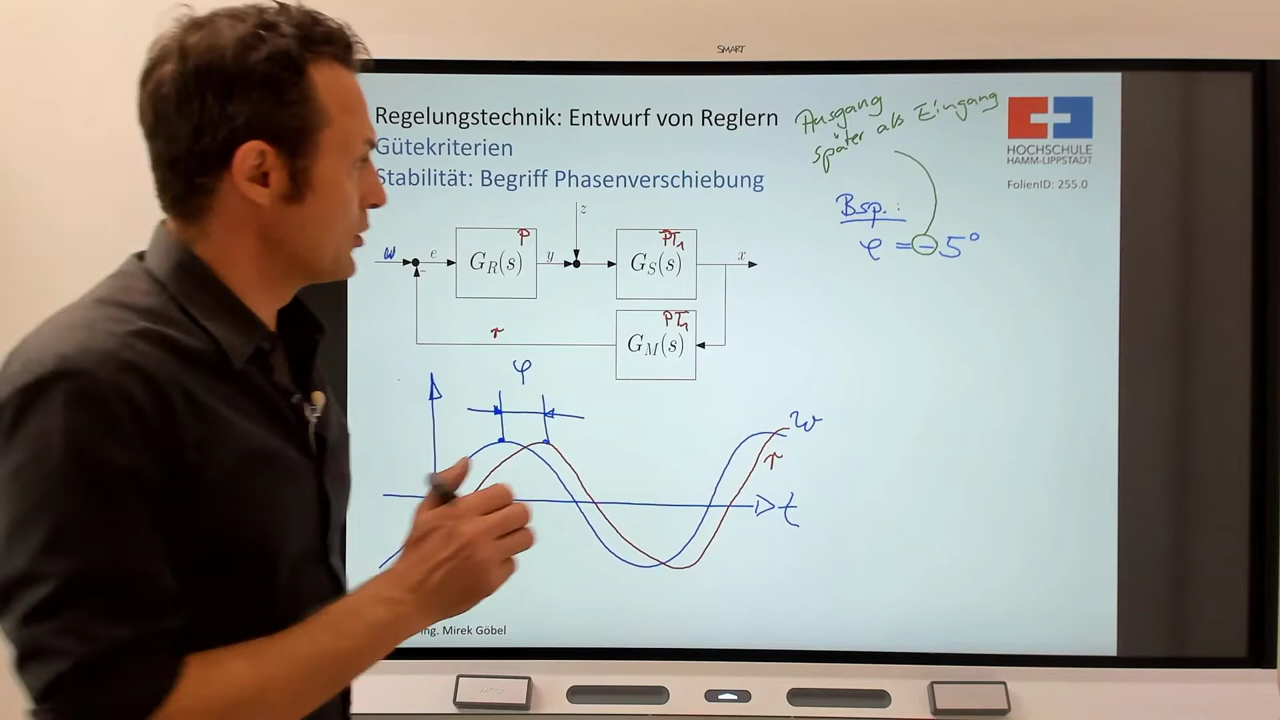 SMART
Regelungstechnik: Entwurf von Reglern
Gütekriterien
Stabilität: Begriff Phasenverschiebung
Ausgang
später als Eingang
HOCHSCHULE
HAMM-LIPPSTADT
FolienID: 255.0
Bsp.:
φ = -5°
z
w
e
P
G_R(s)
y
PT₁
G_S(s)
x
r
PT₁
G_M(s)
φ
w
r
t
ing. Mirek Göbel